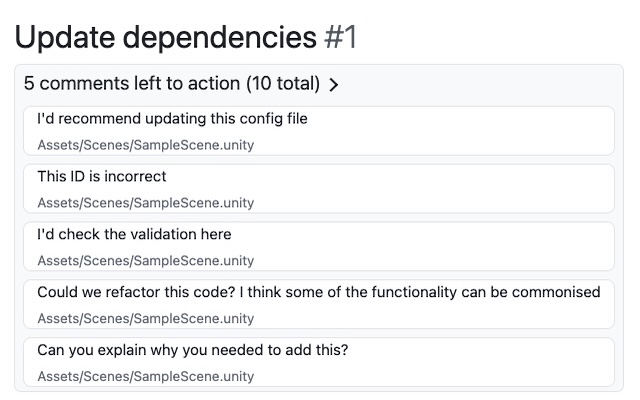 Update dependencies #1
5 comments left to action (10 total)
I'd recommend updating this config file
Assets/Scenes/SampleScene.unity
This ID is incorrect
Assets/Scenes/SampleScene.unity
I'd check the validation here
Assets/Scenes/SampleScene.unity
Could we refactor this code? I think some of the functionality can be commonised
Assets/Scenes/SampleScene.unity
Can you explain why you needed to add this?
Assets/Scenes/SampleScene.unity